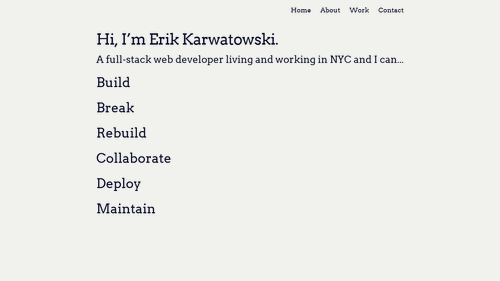 Home About Work Contact
Hi, I’m Erik Karwatowski.
A full-stack web developer living and working in NYC and I can...
Build
Break
Rebuild
Collaborate
Deploy
Maintain